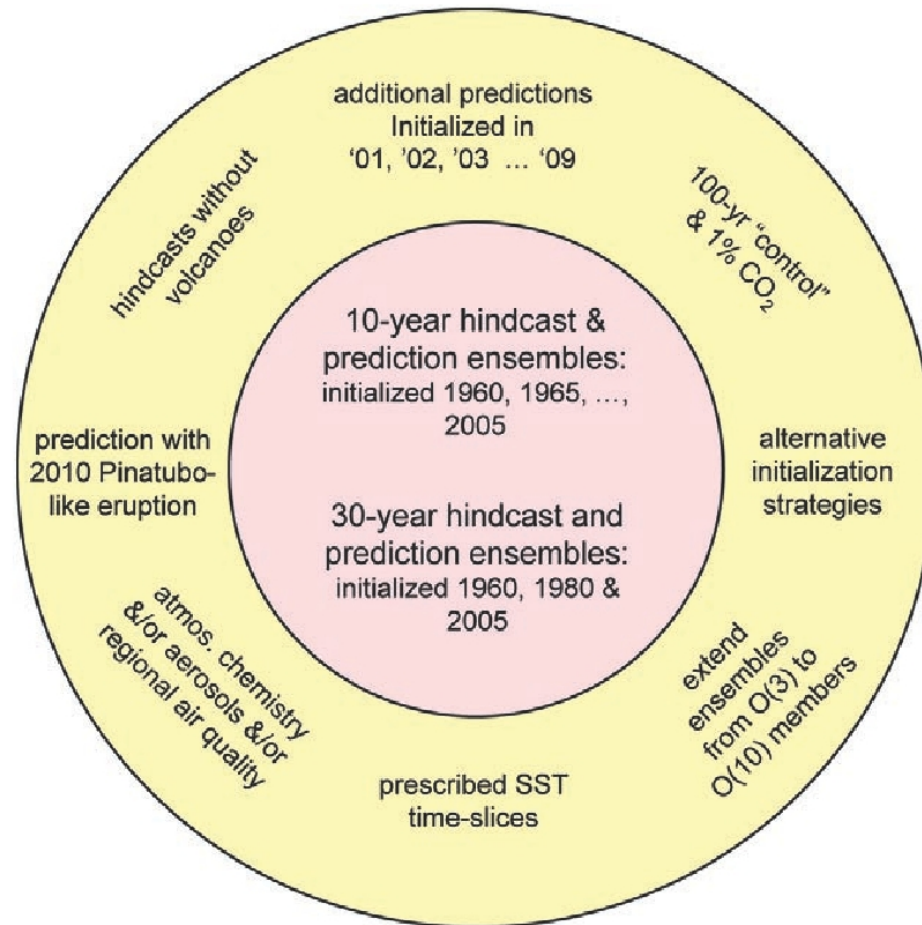 additional predictions
Initialized in
‘01, ’02, ’03 … ‘09
100-yr “control”
& 1% CO₂
alternative
initialization
strategies
extend
ensembles
from O(3) to
O(10) members
prescribed SST
time-slices
atmos. chemistry
&/or aerosols &/or
regional air quality
prediction with
2010 Pinatubo-
like eruption
hindcasts without
volcanoes
10-year hindcast &
prediction ensembles:
initialized 1960, 1965, …,
2005
30-year hindcast and
prediction ensembles:
initialized 1960, 1980 &
2005